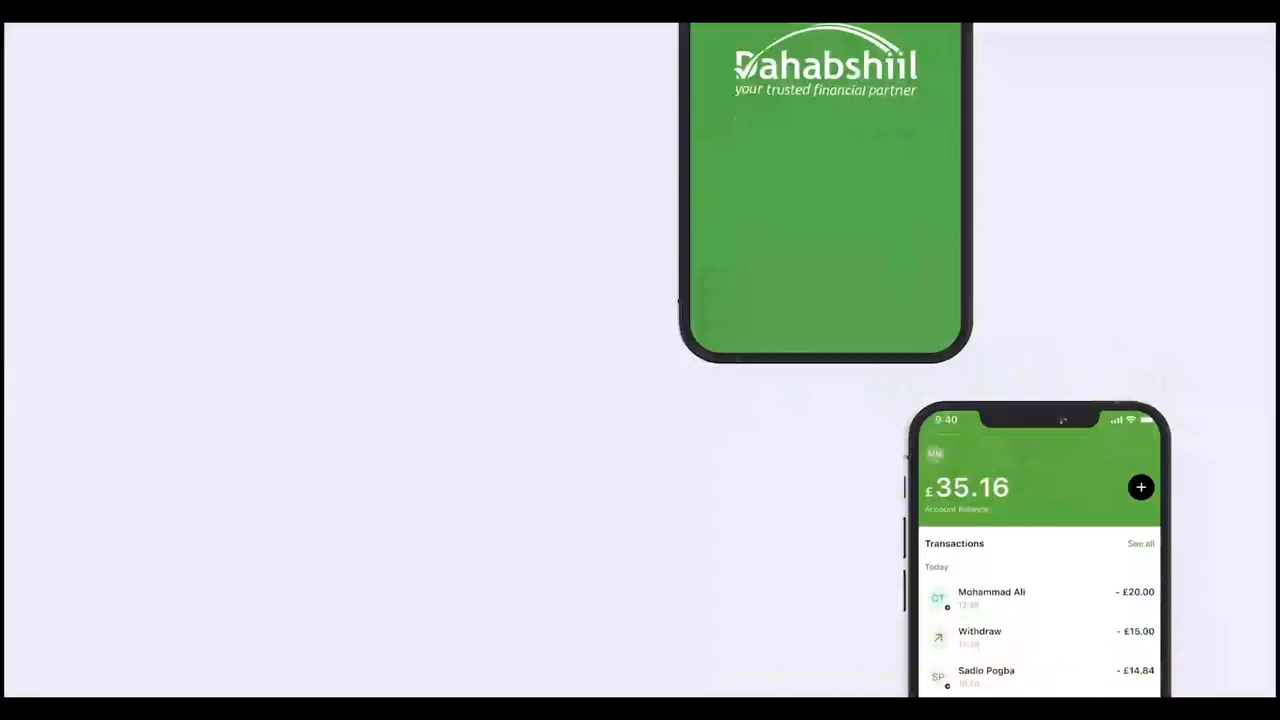 Dahabshiil
your trusted financial partner
9:40
MN
£35.16
+
Account Balance
Transactions
See all
Today
Mohammad Ali
- £20.00
Withdraw
- £15.00
SP
Sadio Pogba
- £14.84